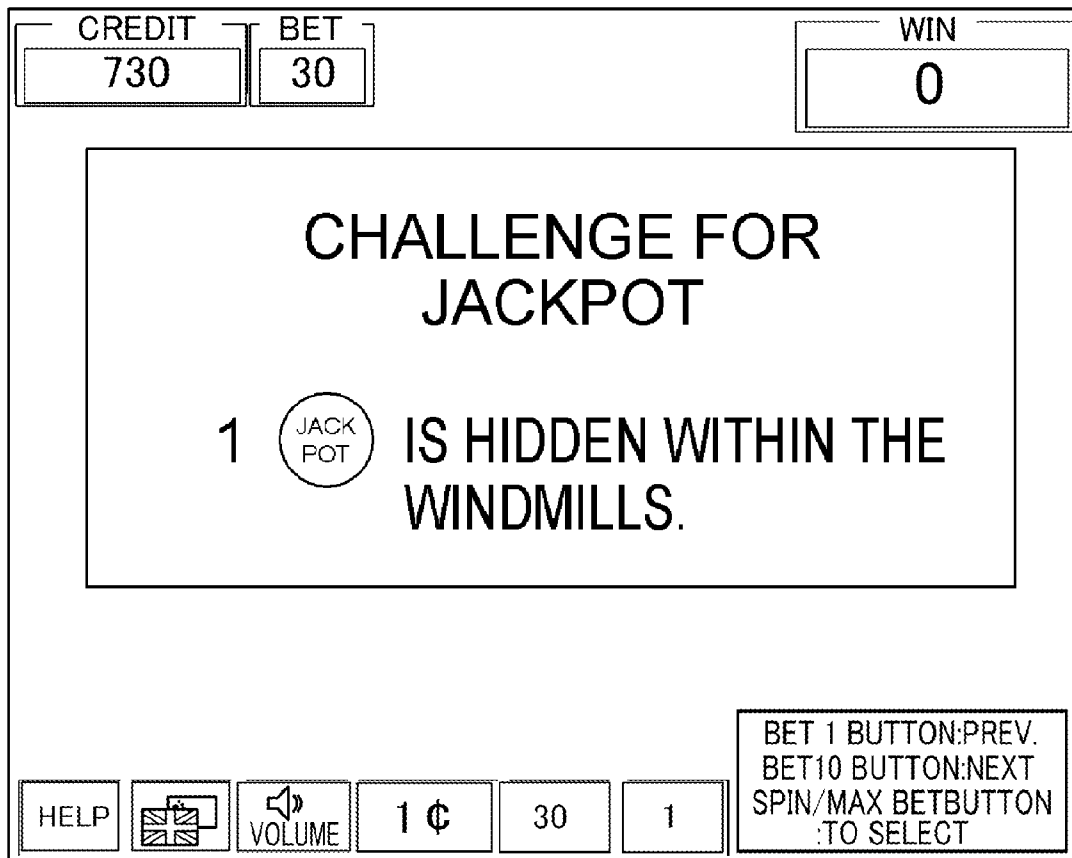 CREDIT
730
BET
30
WIN
0
CHALLENGE FOR
JACKPOT
1 JACK POT IS HIDDEN WITHIN THE
WINDMILLS.
HELP
VOLUME
1 ¢
30
1
BET 1 BUTTON:PREV.
BET10 BUTTON:NEXT
SPIN/MAX BETBUTTON
:TO SELECT